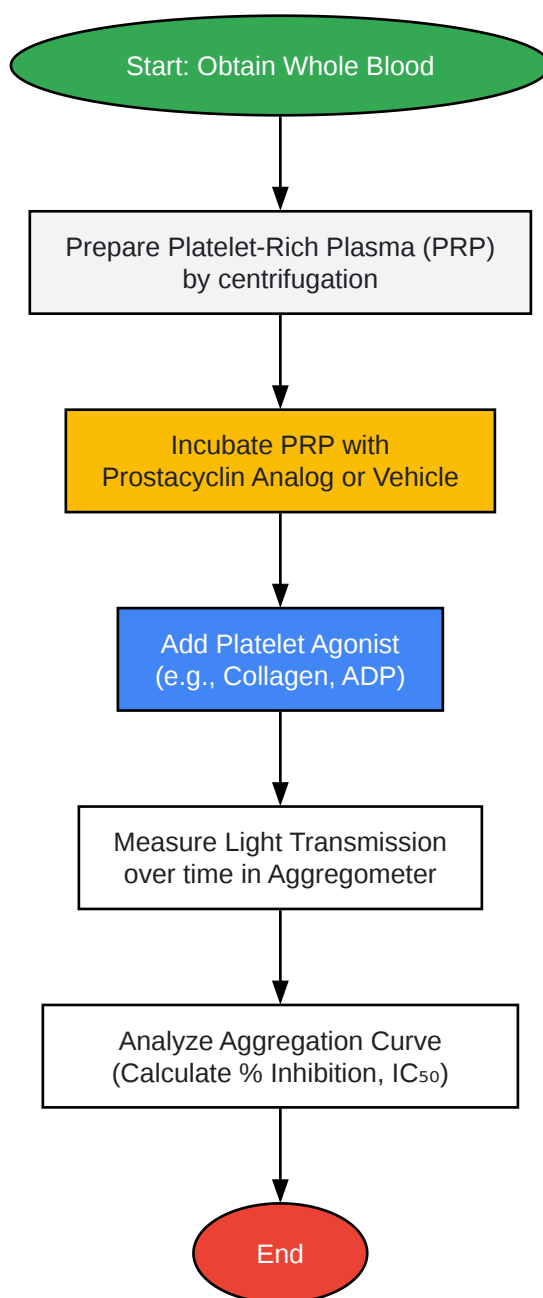 Start: Obtain Whole Blood
Prepare Platelet-Rich Plasma (PRP)
by centrifugation
Incubate PRP with
Prostacyclin Analog or Vehicle
Add Platelet Agonist
(e.g., Collagen, ADP)
Measure Light Transmission
over time in Aggregometer
Analyze Aggregation Curve
(Calculate % Inhibition, IC₅₀)
End